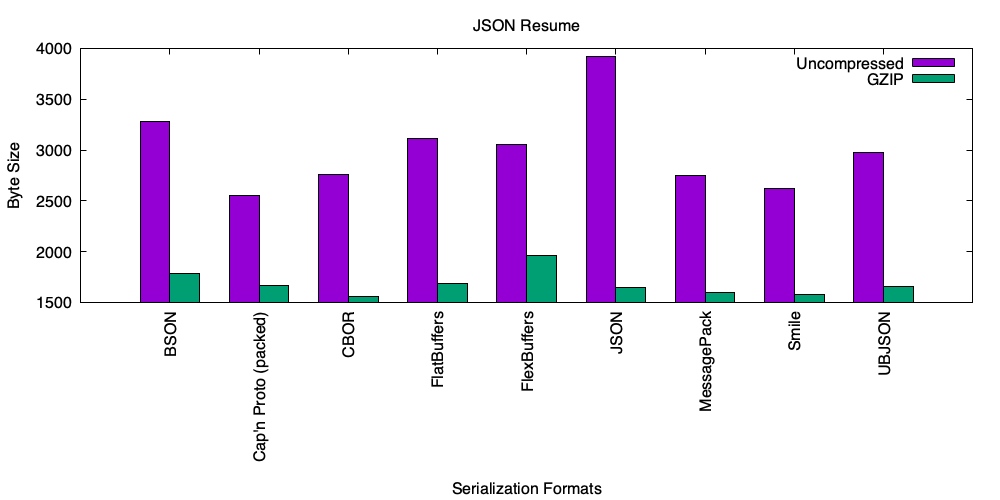 JSON Resume
4000
3500
3000
2500
2000
1500
Byte Size
Uncompressed
GZIP
BSON
Cap'n Proto (packed)
CBOR
FlatBuffers
FlexBuffers
JSON
MessagePack
Smile
UBJSON
Serialization Formats